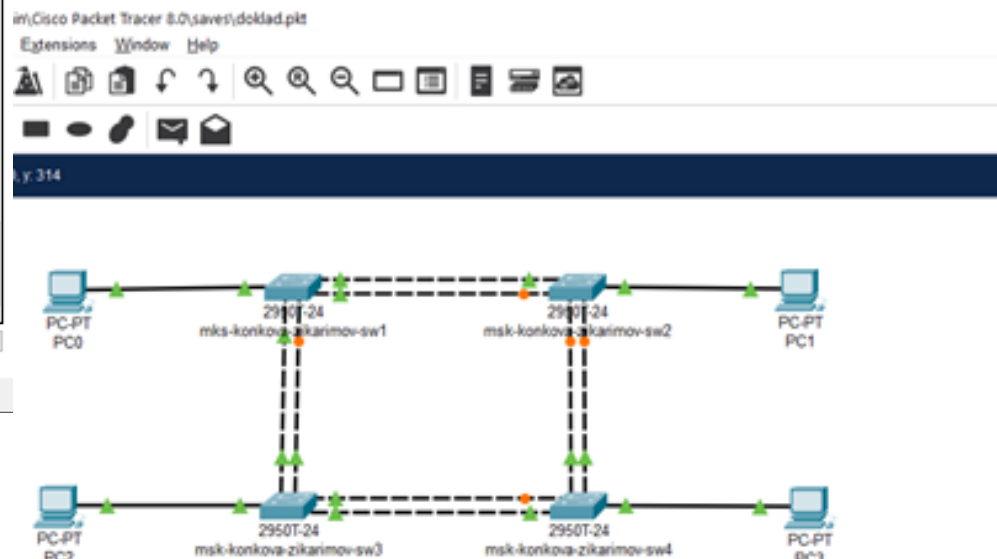 in\Cisco Packet Tracer 8.0\saves\doklad.pkt
Extensions Window Help
, y: 314
PC-PT
PC0
2950T-24
mks-konkova-zikarimov-sw1
2950T-24
msk-konkova-zikarimov-sw2
PC-PT
PC1
PC-PT
PC2
2950T-24
msk-konkova-zikarimov-sw3
2950T-24
msk-konkova-zikarimov-sw4
PC-PT